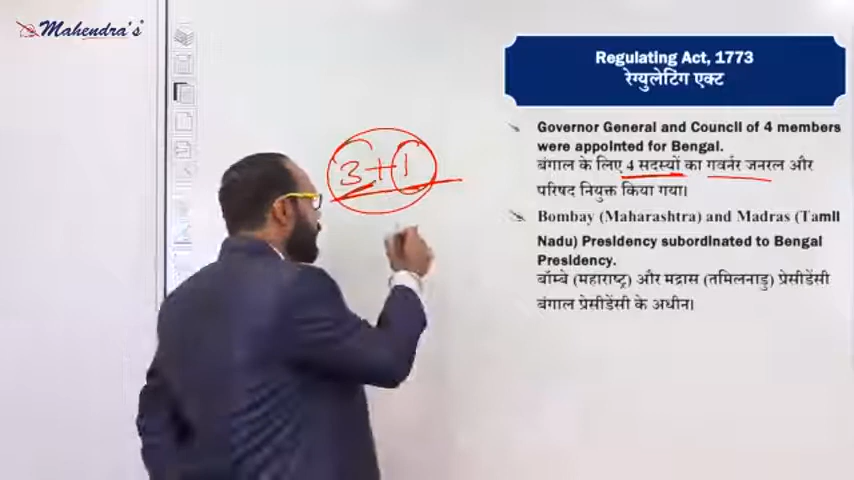 Mahendra's
Regulating Act, 1773
रेग्युलेटिंग एक्ट
3+1
Governor General and Council of 4 members
were appointed for Bengal.
बंगाल के लिए 4 सदस्यों का गवर्नर जनरल और
परिषद नियुक्त किया गया।
Bombay (Maharashtra) and Madras (Tamil
Nadu) Presidency subordinated to Bengal
Presidency.
बॉम्बे (महाराष्ट्र) और मद्रास (तमिलनाडु) प्रेसीडेंसी
बंगाल प्रेसीडेंसी के अधीन।